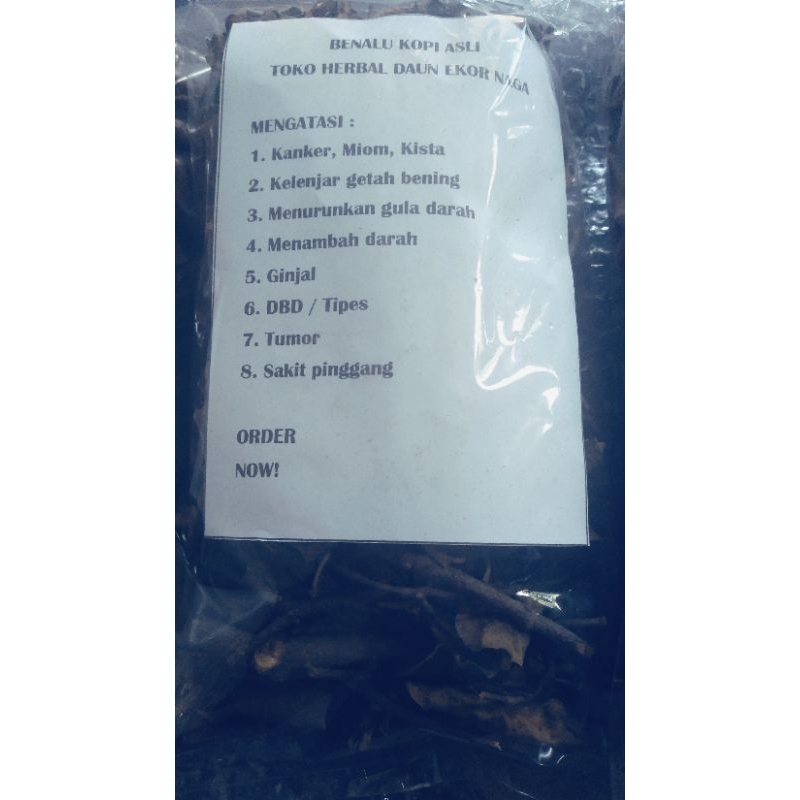 BENALU KOPI ASLI
TOKO HERBAL DAUN EKOR NAGA
MENGATASI :
1. Kanker, Miom, Kista
2. Kelenjar getah bening
3. Menurunkan gula darah
4. Menambah darah
5. Ginjal
6. DBD / Tipes
7. Tumor
8. Sakit pinggang
ORDER
NOW!